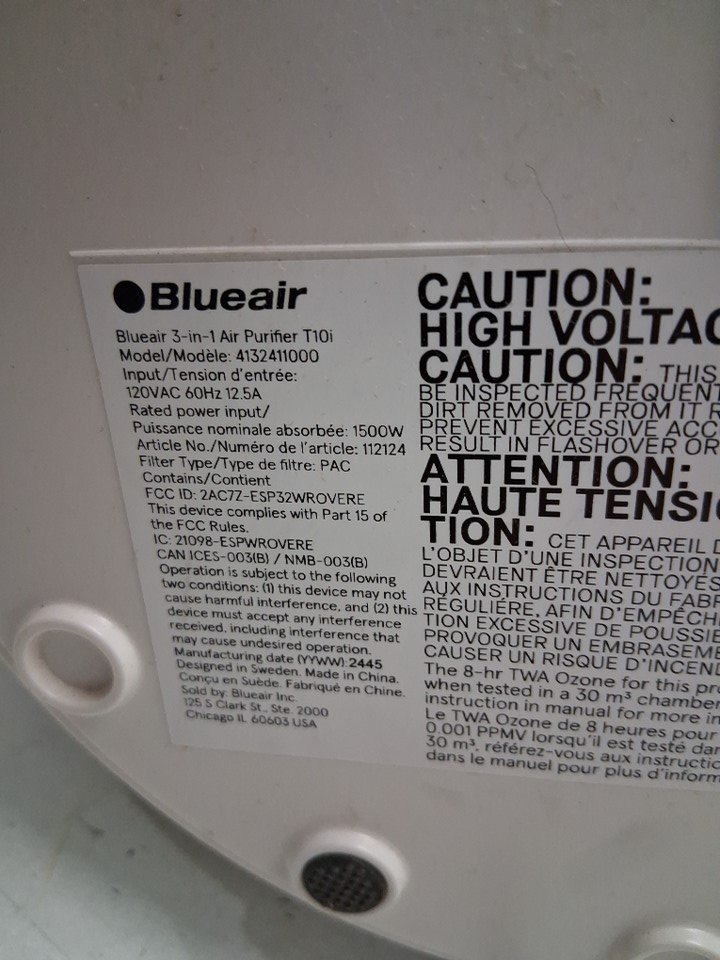 Blueair
Blueair 3-in-1 Air Purifier T10i
Model/Modèle: 4132411000
Input/Tension d'entrée:
120VAC 60Hz 12.5A
Rated power input/
Puissance nominale absorbée: 1500W
Article No./Numéro de l'article: 112124
Filter Type/Type de filtre: PAC
Contains/Contient
FCC ID: 2AC7Z-ESP32WROVERE
This device complies with Part 15 of
the FCC Rules.
IC: 21098-ESPWROVERE
CAN ICES-003(B) / NMB-003(B)
Operation is subject to the following
two conditions: (1) this device may not
cause harmful interference, and (2) this
device must accept any interference
received, including interference that
may cause undesired operation.
Manufacturing date (YYWW):2445
Designed in Sweden. Made in China.
Conçu en Suède. Fabriqué en Chine.
Sold by: Blueair Inc.
125 S Clark St., Ste. 2000
Chicago IL 60603 USA
CAUTION:
HIGH VOLTAG
CAUTION: THIS
BE INSPECTED FREQUENT
DIRT REMOVED FROM IT R
PREVENT EXCESSIVE ACC
RESULT IN FLASHOVER OR
ATTENTION:
HAUTE TENSIO
TION: CET APPAREIL D
L'OBJET D'UNE INSPECTION
DEVRAIENT ÊTRE NETTOYÉS
AUX INSTRUCTIONS DU FABR
RÉGULIÉRE, AFIN D'EMPÊCH
TION EXCESSIVE DE POUSSIÈ
PROVOQUER UN EMBRASEME
CAUSER UN RISQUE D'INCEN
The 8-hr TWA Ozone for this pro
when tested in a 30 m³ chamber
instruction in manual for more in
Le TWA Ozone de 8 heures pour
0.001 PPMV lorsqu'il est testé dan
30 m³, référez-vous aux instructio
dans le manuel pour plus d'inform